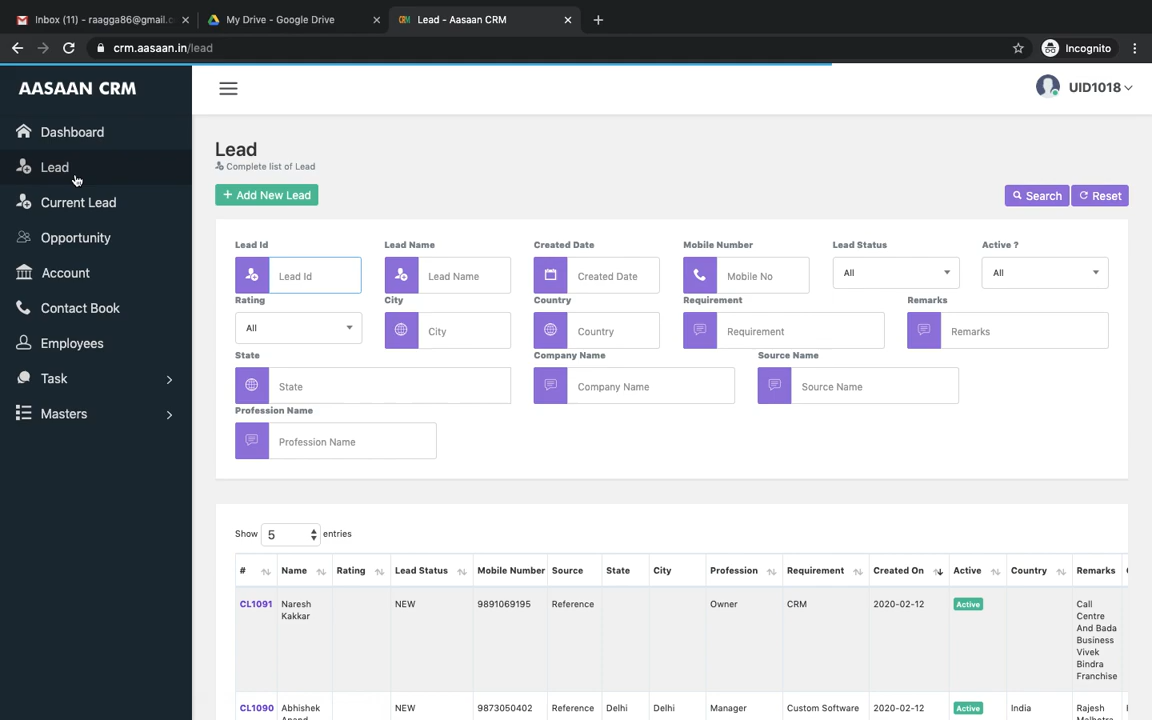 Inbox (11) - raagga86@gmail.c
My Drive - Google Drive
Lead - Aasaan CRM
crm.aasaan.in/lead
Incognito
AASAAN CRM
UID1018
Dashboard
Lead
Current Lead
Opportunity
Account
Contact Book
Employees
Task
Masters
Lead
Complete list of Lead
+ Add New Lead
Search
Reset
Lead Id
Lead Name
Created Date
Mobile Number
Lead Status
Active ?
Lead Id
Lead Name
Created Date
Mobile No
All
All
Rating
City
Country
Requirement
Remarks
All
City
Country
Requirement
Remarks
State
Company Name
Source Name
State
Company Name
Source Name
Profession Name
Profession Name
Show 5 entries
# Name Rating Lead Status Mobile Number Source State City Profession Requirement Created On Active Country Remarks
CL1091 Naresh NEW 9891069195 Reference Owner CRM 2020-02-12 Active Call
Kakkar Centre
And Bada
Business
Vivek
Bindra
Franchise
CL1090 Abhishek NEW 9873050402 Reference Delhi Delhi Manager Custom Software 2020-02-12 Active India Rajesh